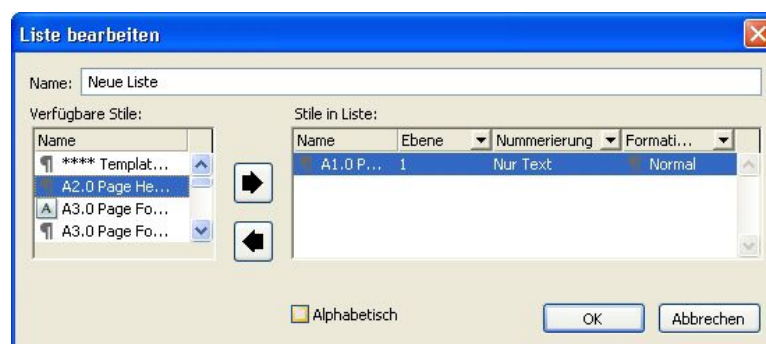 Liste bearbeiten
Name: Neue Liste
Verfügbare Stile:
Stile in Liste:
Name
Name Ebene Nummerierung Formati...
¶ **** Templat...
¶ A2.0 Page He...
A A3.0 Page Fo...
¶ A3.0 Page Fo...
¶ A1.0 P... 1 Nur Text ¶ Normal
Alphabetisch
OK
Abbrechen